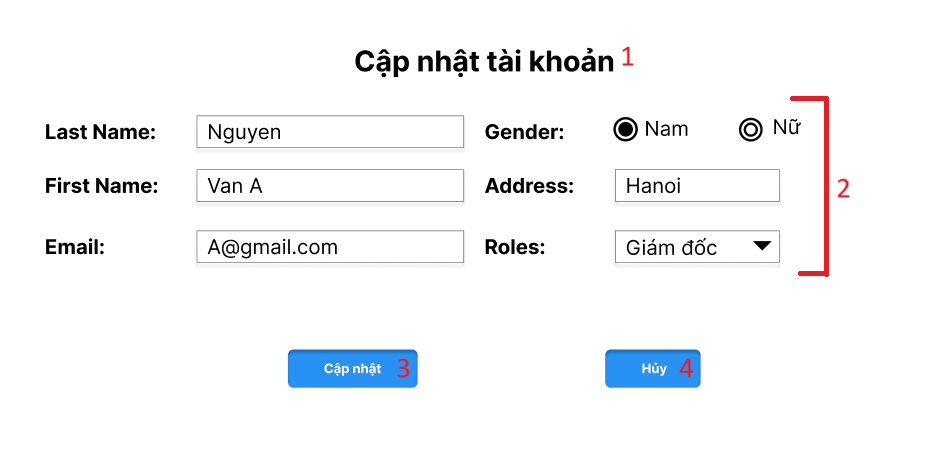 Cập nhật tài khoản 1
Last Name: Nguyen Gender: Nam Nữ
First Name: Van A Address: Hanoi 2
Email: A@gmail.com Roles: Giám đốc
Cập nhật 3 Hủy 4